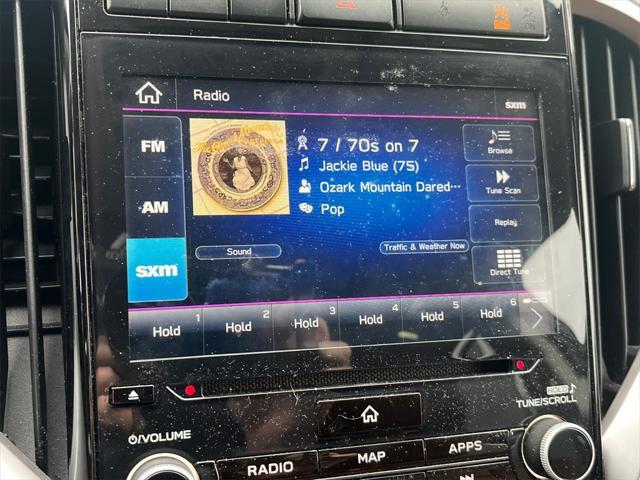 Radio
sxm
FM
AM
sxm
7 / 70s on 7
Jackie Blue (75)
Ozark Mountain Dared···
Pop
Browse
Tune Scan
Replay
Direct Tune
Sound
Traffic & Weather Now
Hold 1
Hold 2
Hold 3
Hold 4
Hold 5
Hold 6
HOLD
TUNE/SCROLL
/VOLUME
RADIO
MAP
APPS